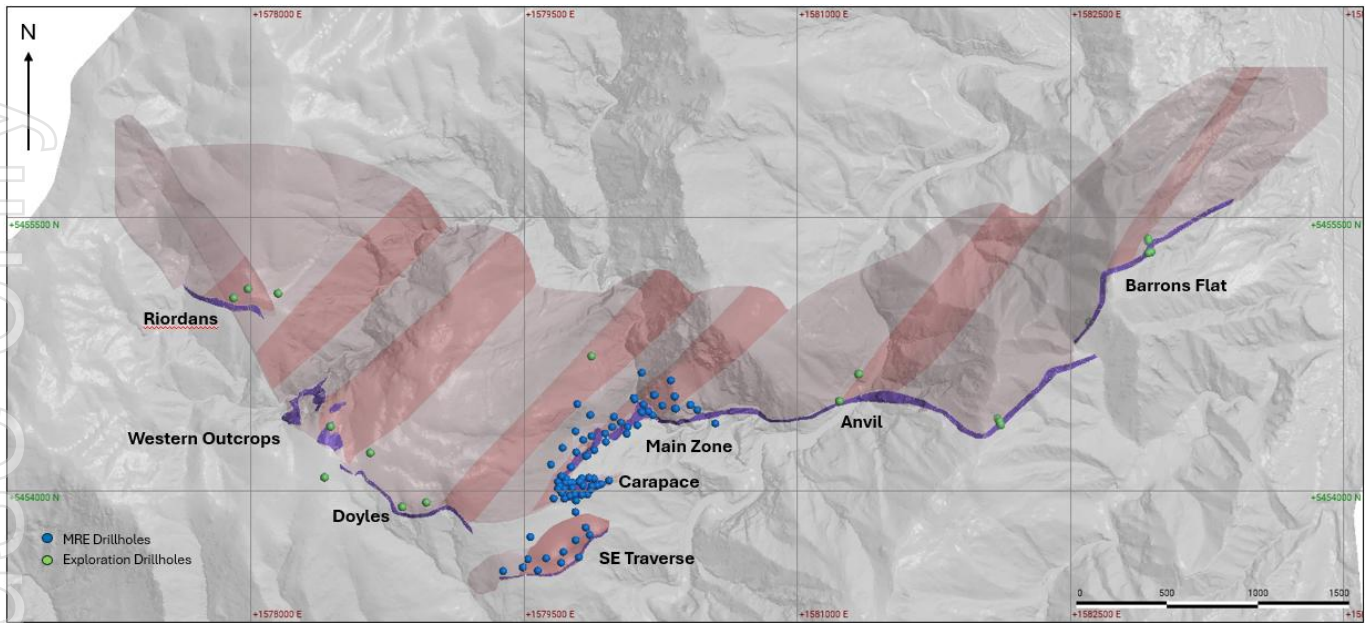 +1578000 E
+1579500 E
+1581000 E
+1582500 E
N
+5455500 N
+5455500 N
Barrons Flat
Riordans
Anvil
Western Outcrops
Main Zone
Carapace
+5454000 N
+5454000 N
Doyles
MRE Drillholes
Exploration Drillholes
SE Traverse
0 500 1000 1500
+1578000 E
+1579500 E
+1581000 E
+1582500 E